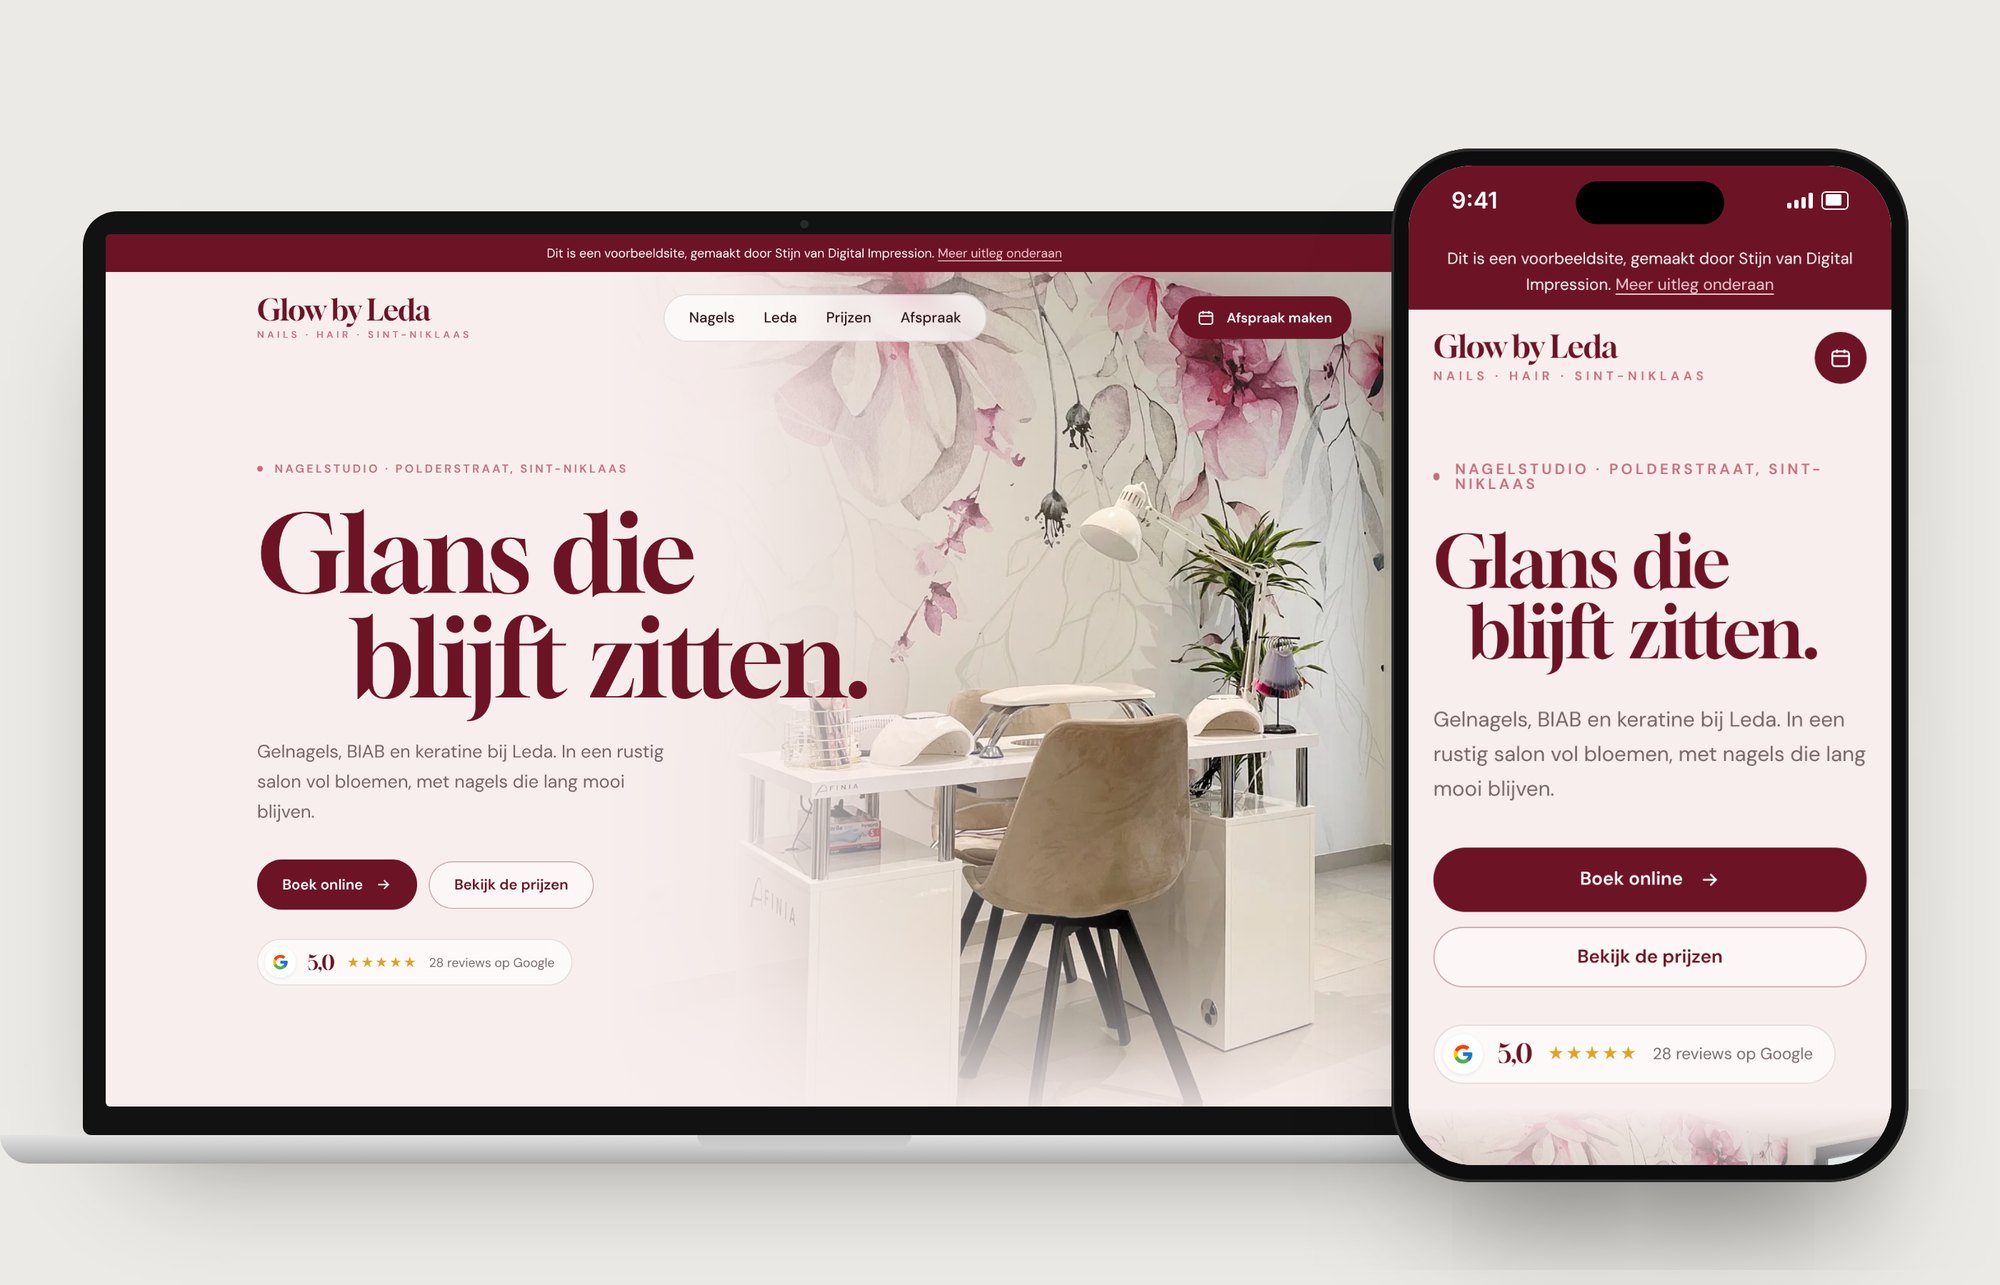 Dit is een voorbeeldsite, gemaakt door Stijn van Digital Impression. Meer uitleg onderaan
Glow by Leda
NAILS · HAIR · SINT-NIKLAAS
Nagels Leda Prijzen Afspraak
Afspraak maken
NAGELSTUDIO · POLDERSTRAAT, SINT-NIKLAAS
Glans die
blijft zitten.
Gelnagels, BIAB en keratine bij Leda. In een rustig
salon vol bloemen, met nagels die lang mooi
blijven.
Boek online →
Bekijk de prijzen
G 5,0 ★★★★★ 28 reviews op Google
AFINIA
AFINIA
9:41
Dit is een voorbeeldsite, gemaakt door Stijn van Digital
Impression. Meer uitleg onderaan
Glow by Leda
NAILS · HAIR · SINT-NIKLAAS
NAGELSTUDIO · POLDERSTRAAT, SINT-
NIKLAAS
Glans die
blijft zitten.
Gelnagels, BIAB en keratine bij Leda. In een
rustig salon vol bloemen, met nagels die lang
mooi blijven.
Boek online →
Bekijk de prijzen
G 5,0 ★★★★★ 28 reviews op Google